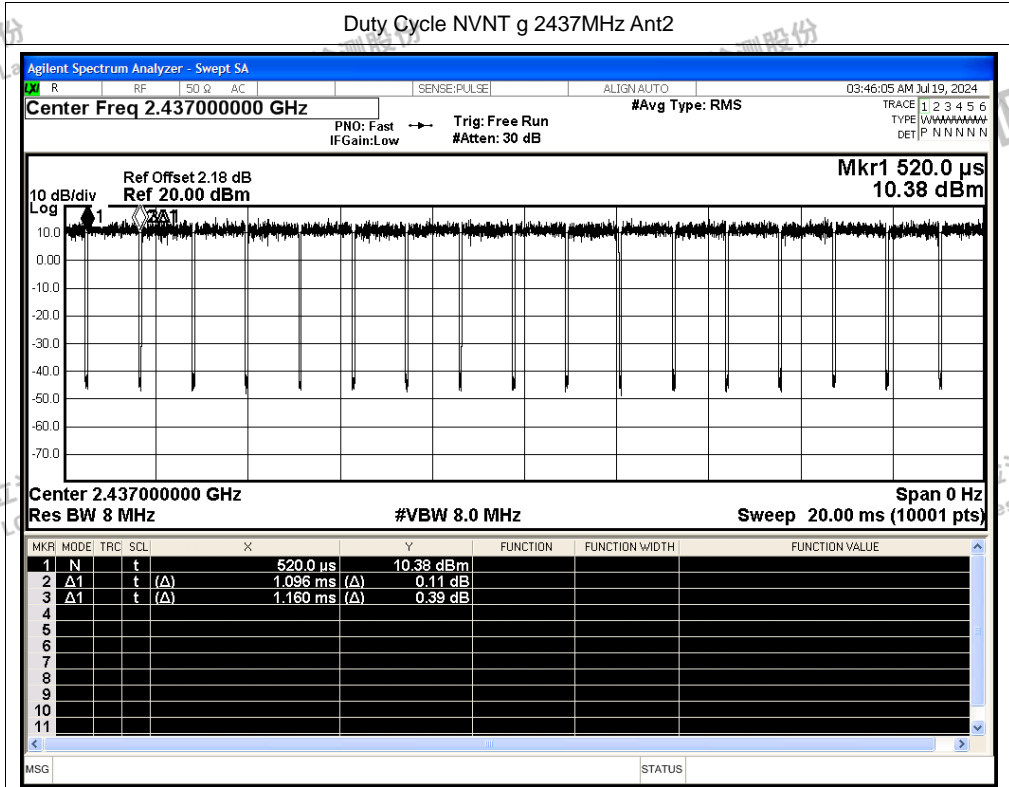 Duty Cycle NVNT g 2437MHz Ant2
Agilent Spectrum Analyzer - Swept SA
LXI R RF 50 Ω AC SENSE:PULSE ALIGN AUTO 03:46:05 AM Jul 19, 2024
Center Freq 2.437000000 GHz #Avg Type: RMS TRACE 1 2 3 4 5 6
PNO: Fast Trig: Free Run TYPE
IFGain:Low #Atten: 30 dB DET P N N N N N
Mkr1 520.0 µs
Ref Offset 2.18 dB
10 dB/div Ref 20.00 dBm 10.38 dBm
Log
1 3Δ1
10.0
0.00
-10.0
-20.0
-30.0
-40.0
-50.0
-60.0
-70.0
Center 2.437000000 GHz Span 0 Hz
Res BW 8 MHz #VBW 8.0 MHz Sweep 20.00 ms (10001 pts)
MKR MODE TRC SCL X Y FUNCTION FUNCTION WIDTH FUNCTION VALUE
1 N t 520.0 µs 10.38 dBm
2 Δ1 t (Δ) 1.096 ms (Δ) 0.11 dB
3 Δ1 t (Δ) 1.160 ms (Δ) 0.39 dB
4
5
6
7
8
9
10
11
MSG STATUS